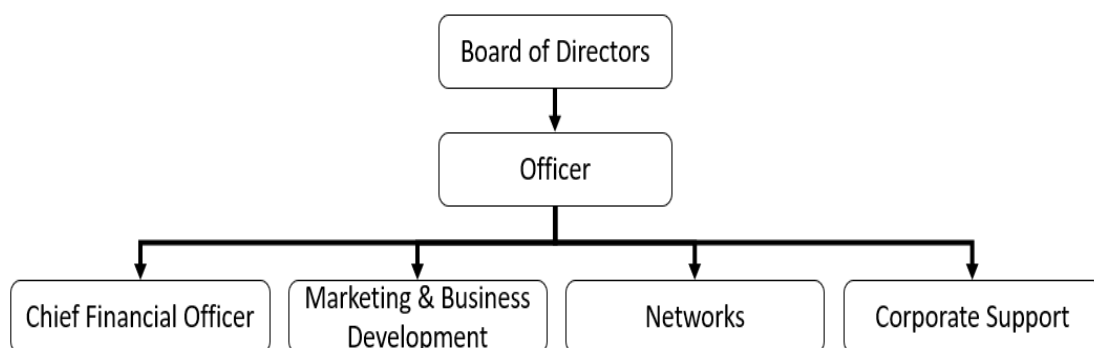 Board of Directors
Officer
Chief Financial Officer
Marketing & Business
Development
Networks
Corporate Support